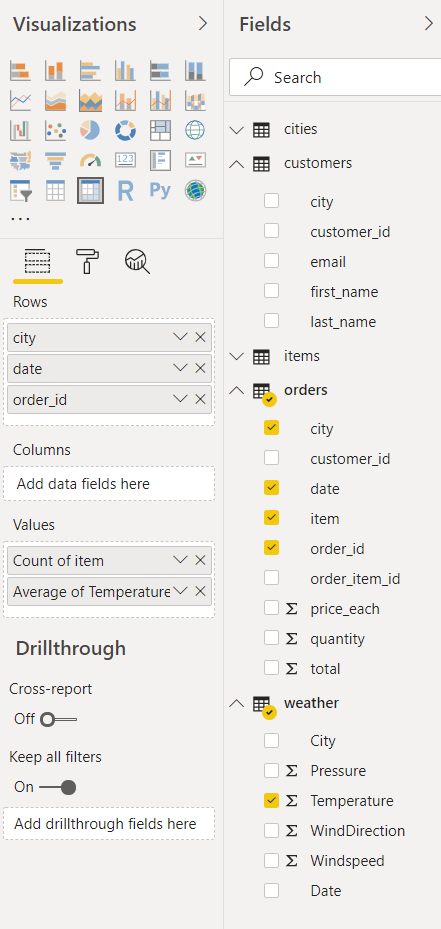 Visualizations
123
R
Py
...
Rows
city
date
order_id
Columns
Add data fields here
Values
Count of item
Average of Temperature
Drillthrough
Cross-report
Off
Keep all filters
On
Add drillthrough fields here
Fields
Search
cities
customers
city
customer_id
email
first_name
last_name
items
orders
city
customer_id
date
item
order_id
order_item_id
Σ price_each
Σ quantity
Σ total
weather
City
Σ Pressure
Σ Temperature
Σ WindDirection
Σ Windspeed
Date